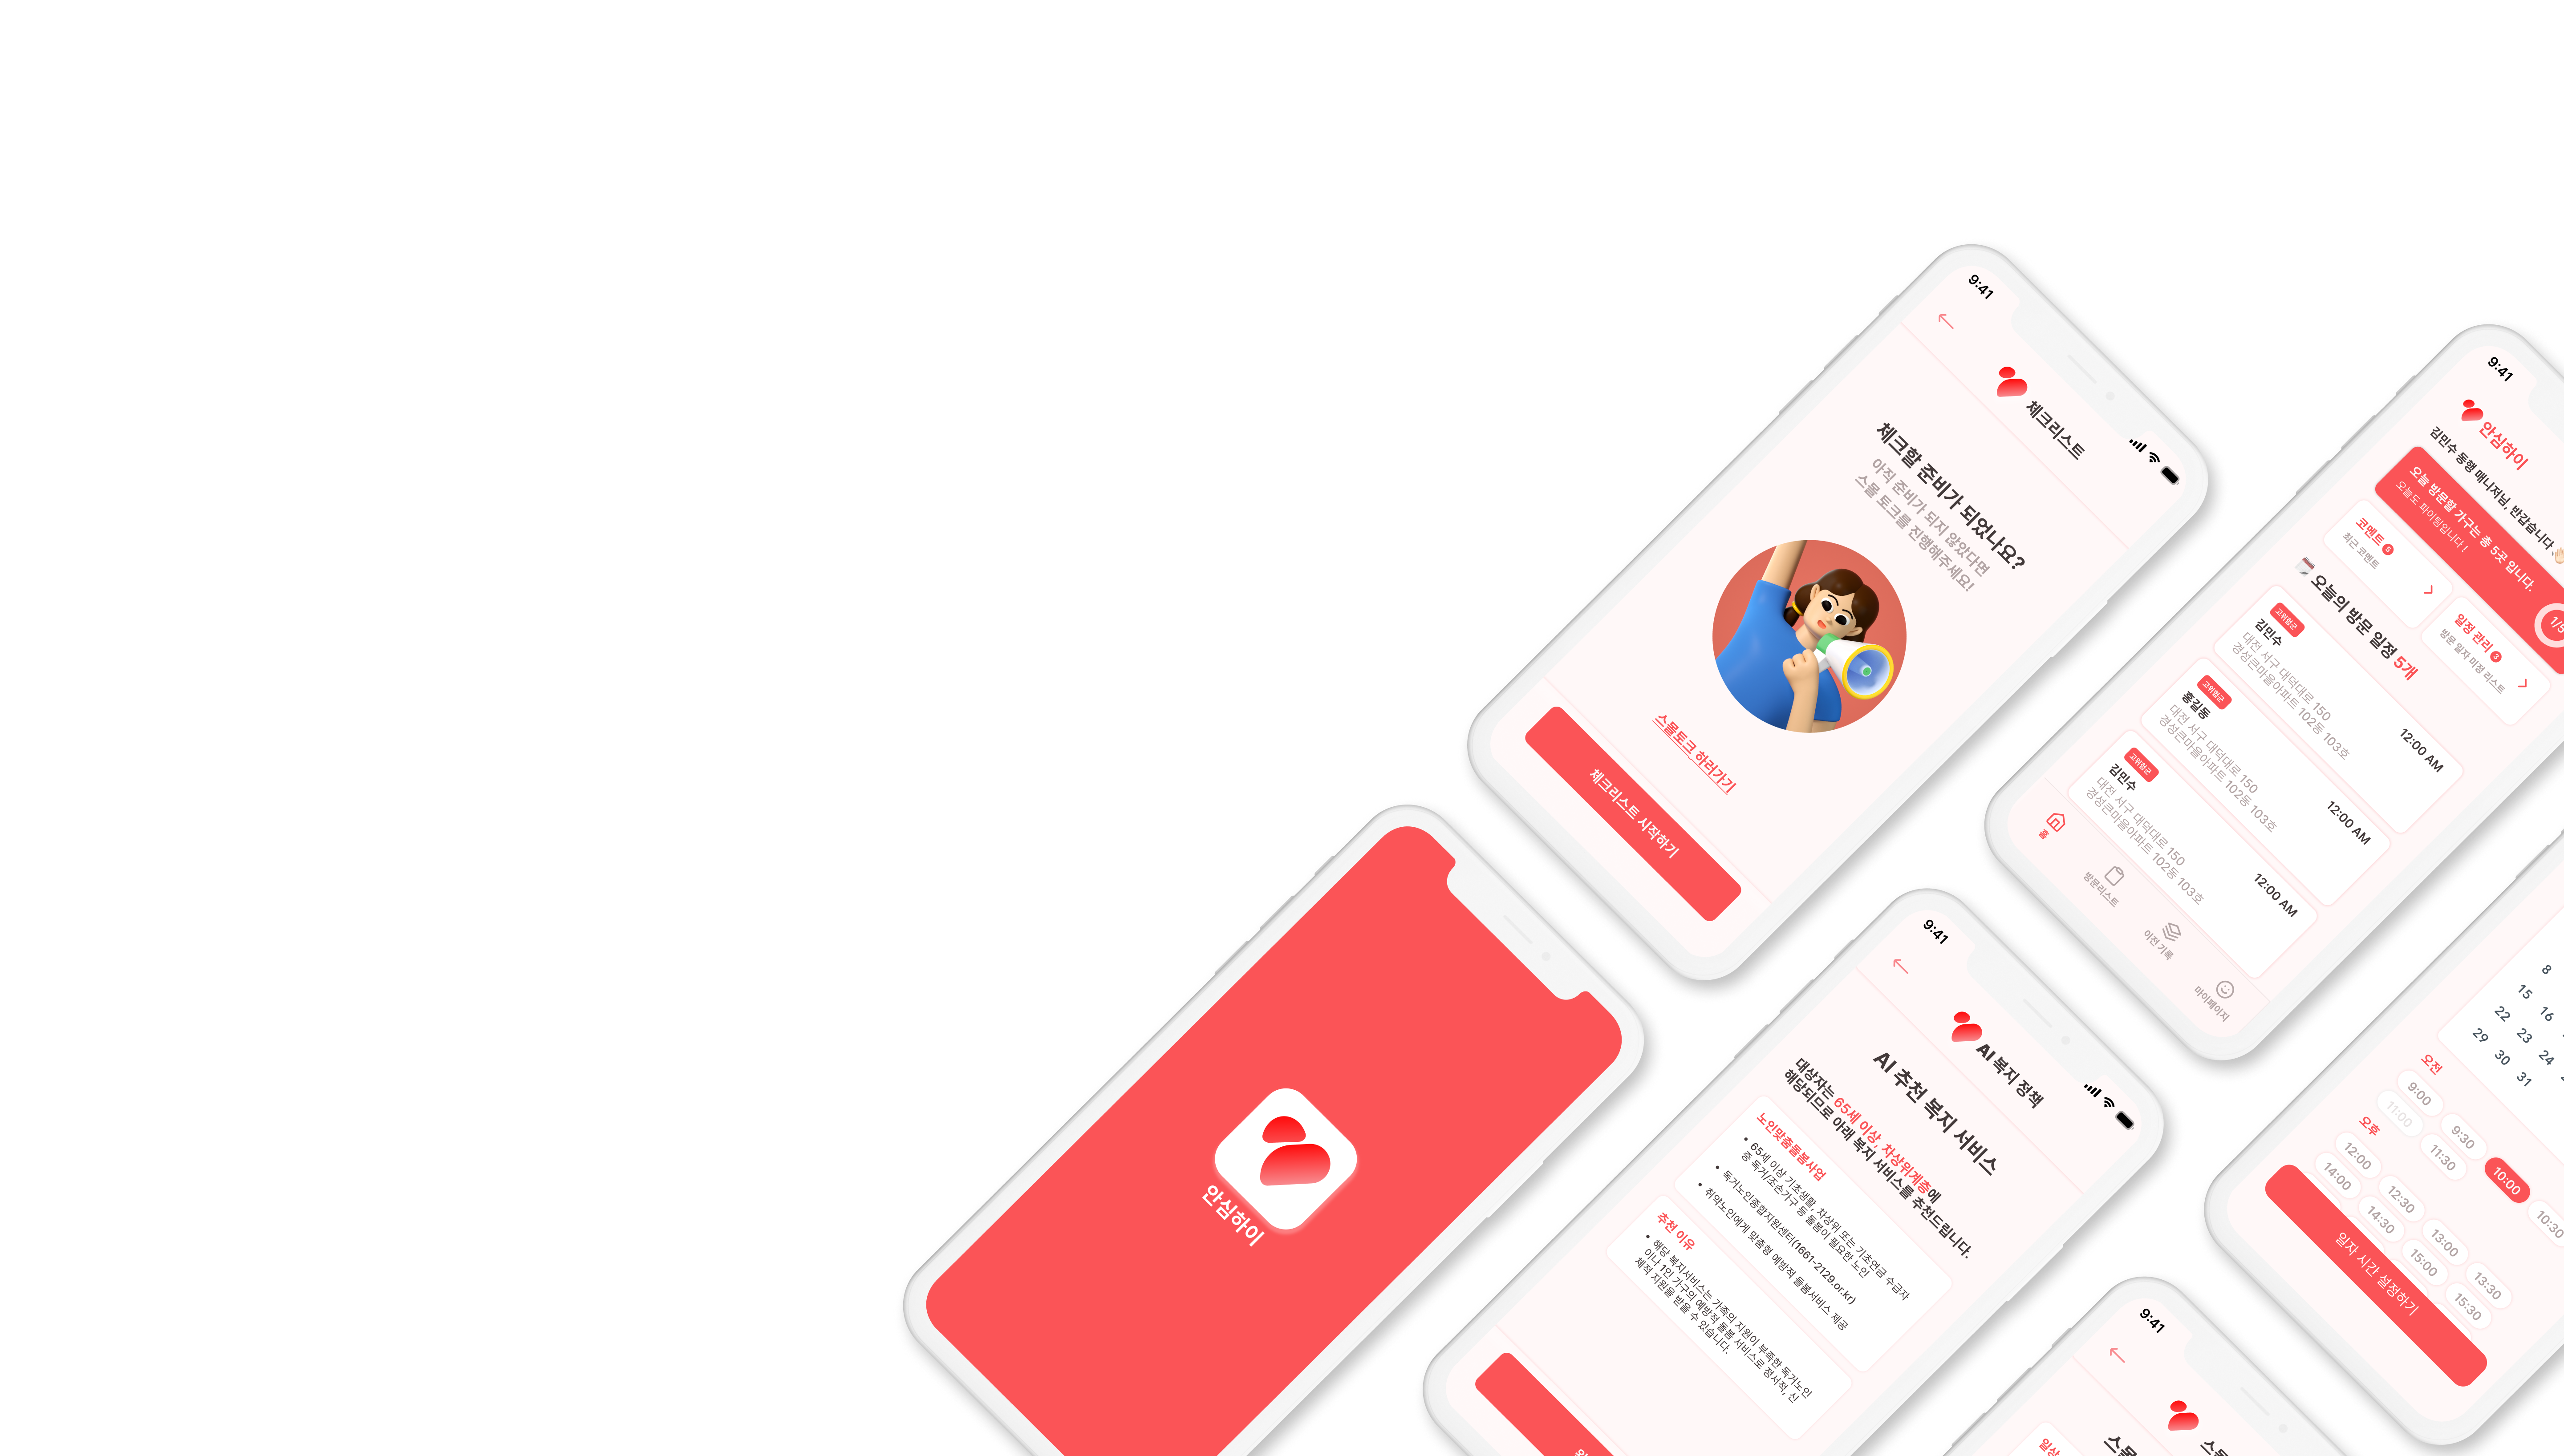 9:41
체크리스트
체크할 준비가 되었나요?
아직 준비가 되지 않았다면
스몰 토크를 진행해주세요!
스몰토크 하러가기
체크리스트 시작하기
9:41
안심하이
김민수 동행 매니저님, 반갑습니다
오늘 방문할 가구는 총 5곳 입니다.
오늘도 파이팅입니다 !
1/5
코멘트 5
최근 코멘트
일정 관리 3
방문 일자 미정 리스트
오늘의 방문 일정 5개
고위험군
김민수
대전 서구 대덕대로 150
경성큰마을아파트 102동 103호
12:00 AM
고위험군
홍길동
대전 서구 대덕대로 150
경성큰마을아파트 102동 103호
12:00 AM
고위험군
김민수
대전 서구 대덕대로 150
경성큰마을아파트 102동 103호
12:00 AM
홈
방문리스트
이전 기록
마이페이지
안심하이
9:41
AI 복지 정책
AI 추천 복지 서비스
대상자는 65세 이상, 차상위계층에
해당되므로 아래 복지 서비스를 추천드립니다.
노인맞춤돌봄사업
• 65세 이상 기초생활, 차상위 또는 기초연금 수급자
중 독거/조손가구 등 돌봄이 필요한 노인
• 독거노인종합지원센터(1661-2129.or.kr)
• 취약노인에게 맞춤형 예방적 돌봄서비스 제공
추천 이유
• 해당 복지서비스는 가족의 지원이 부족한 독거노인
이나 1인 가구의 예방적 돌봄 서비스로 정서적, 신
체적 지원을 받을 수 있습니다.
8
15 16
22 23 24
29 30 31
오전
9:00 9:30 10:00 10:30
11:00 11:30
오후
12:00 12:30 13:00 13:30
14:00 14:30 15:00 15:30
일자 시간 설정하기
9:41
일상